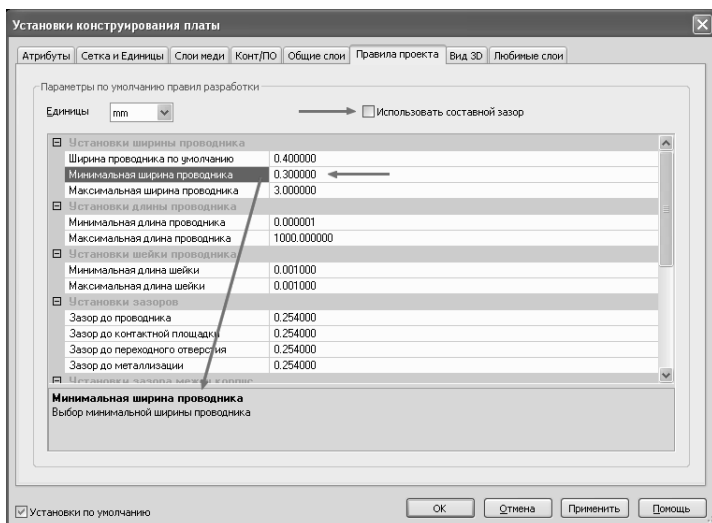 Установки конструирования платы
Атрибуты Сетка и Единицы Слои меди Конт/ПО Общие слои Правила проекта Вид 3D Любимые слои
Параметры по умолчанию правил разработки
Единицы mm Использовать составной зазор
Установки ширины проводника
Ширина проводника по умолчанию 0.400000
Минимальная ширина проводника 0.300000
Максимальная ширина проводника 3.000000
Установки длины проводника
Минимальная длина проводника 0.000001
Максимальная длина проводника 1000.000000
Установки шейки проводника
Минимальная длина шейки 0.001000
Максимальная длина шейки 0.001000
Установки зазоров
Зазор до проводника 0.254000
Зазор до контактной площадки 0.254000
Зазор до переходного отверстия 0.254000
Зазор до металлизации 0.254000
Установки зазора между корпус
Минимальная ширина проводника
Выбор минимальной ширины проводника
Установки по умолчанию OK Отмена Применить Помощь